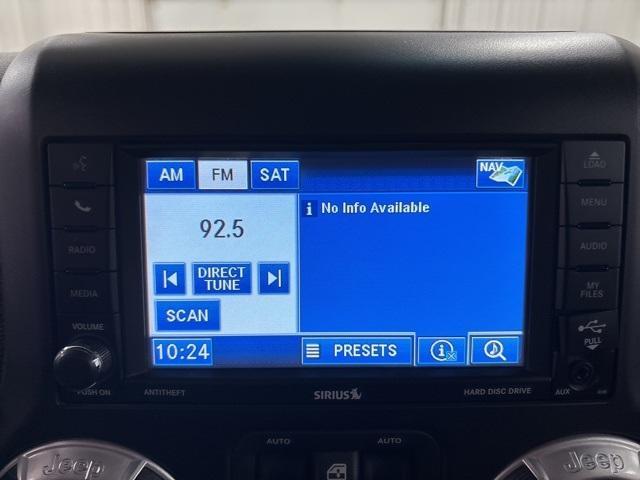 AM FM SAT NAV
LOAD
MENU
92.5
i No Info Available
RADIO
AUDIO
DIRECT
TUNE
MEDIA
MY
FILES
SCAN
VOLUME
PULL
10:24 PRESETS
PUSH ON ANTITHEFT SIRIUS HARD DISC DRIVE AUX
AUTO AUTO
Jeep Jeep